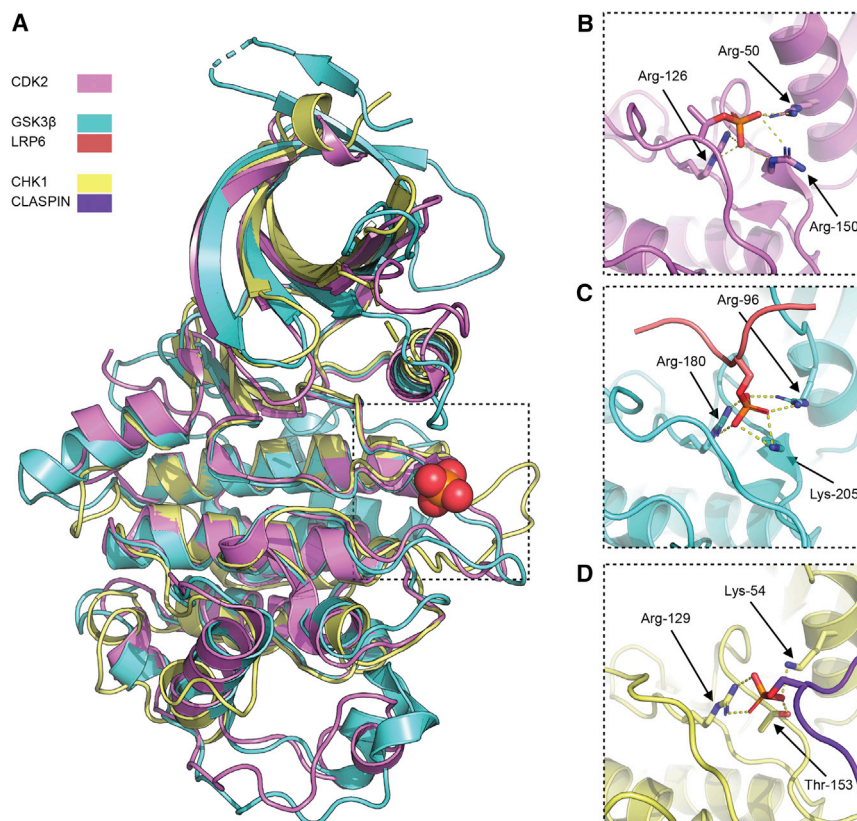 A
CDK2
GSK3β
LRP6
CHK1
CLASPIN
B
Arg-50
Arg-126
Arg-150
C
Arg-96
Arg-180
Lys-205
D
Lys-54
Arg-129
Thr-153